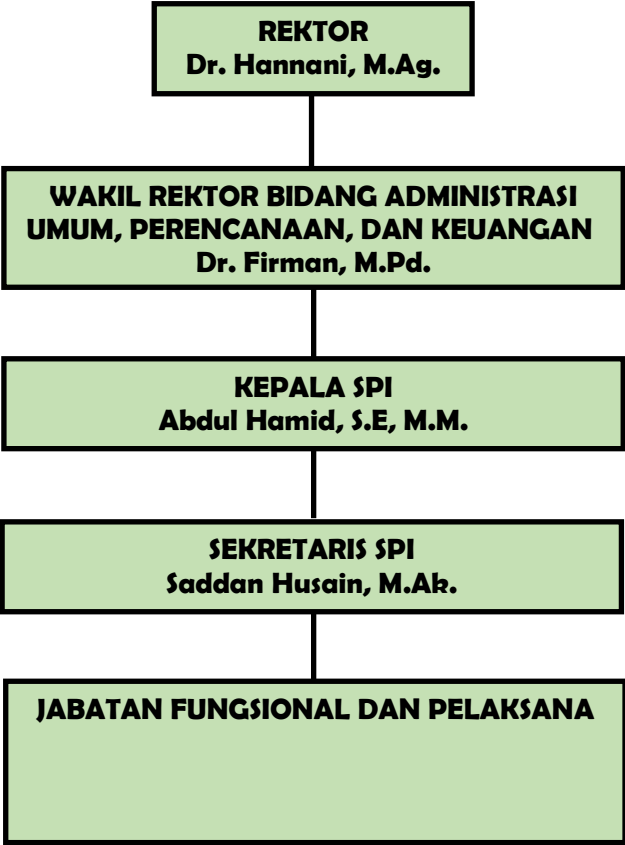 REKTOR
Dr. Hannani, M.Ag.
WAKIL REKTOR BIDANG ADMINISTRASI
UMUM, PERENCANAAN, DAN KEUANGAN
Dr. Firman, M.Pd.
KEPALA SPI
Abdul Hamid, S.E, M.M.
SEKRETARIS SPI
Saddan Husain, M.Ak.
JABATAN FUNGSIONAL DAN PELAKSANA